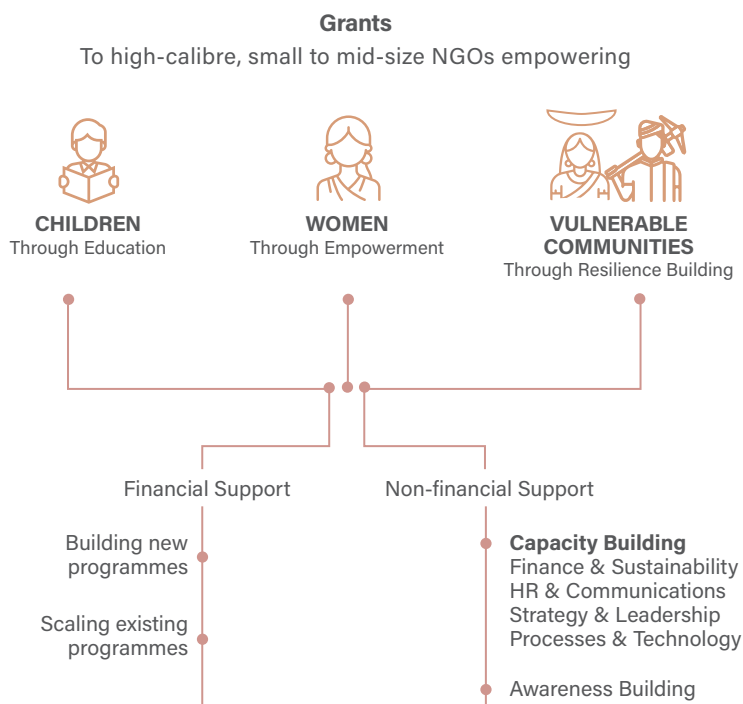 Grants
To high-calibre, small to mid-size NGOs empowering
CHILDREN
Through Education
WOMEN
Through Empowerment
VULNERABLE
COMMUNITIES
Through Resilience Building
Financial Support
Building new
programmes
Scaling existing
programmes
Non-financial Support
Capacity Building
Finance & Sustainability
HR & Communications
Strategy & Leadership
Processes & Technology
Awareness Building